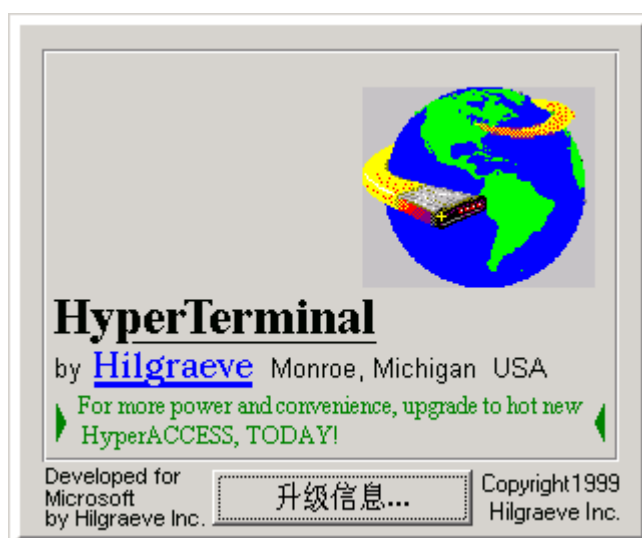 HyperTerminal
by Hilgraeve Monroe, Michigan USA
For more power and convenience, upgrade to hot new
HyperACCESS, TODAY!
Developed for
Microsoft
by Hilgraeve Inc.
升级信息...
Copyright1999
Hilgraeve Inc.